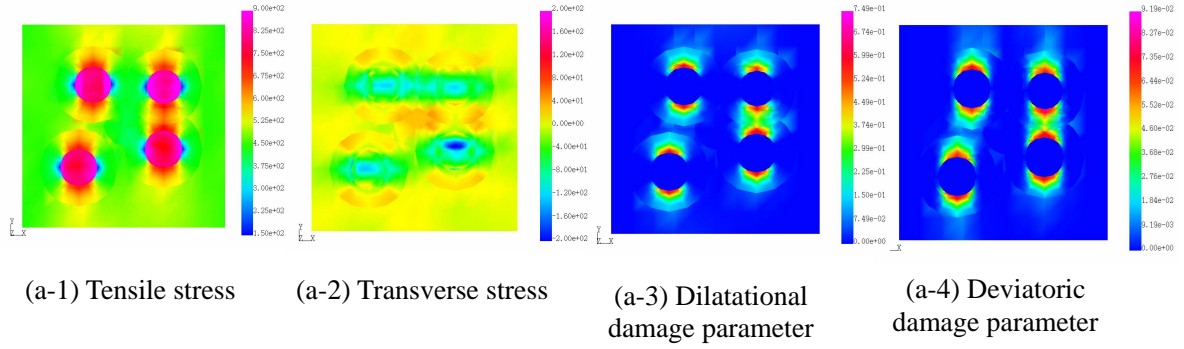 9.00e+02
8.25e+02
7.50e+02
6.75e+02
6.00e+02
5.25e+02
4.50e+02
3.75e+02
3.00e+02
2.25e+02
1.50e+02
Y
Z X
(a-1) Tensile stress
2.00e+02
1.60e+02
1.20e+02
8.00e+01
4.00e+01
0.00e+00
-4.00e+01
-8.00e+01
-1.20e+02
-1.60e+02
-2.00e+02
Y
Z X
(a-2) Transverse stress
7.49e-01
6.74e-01
5.99e-01
5.24e-01
4.49e-01
3.74e-01
2.99e-01
2.25e-01
1.50e-01
7.49e-02
0.00e+00
Y
Z X
(a-3) Dilatational
damage parameter
9.19e-02
8.27e-02
7.35e-02
6.44e-02
5.52e-02
4.60e-02
3.68e-02
2.76e-02
1.84e-02
9.19e-03
0.00e+00
X
(a-4) Deviatoric
damage parameter